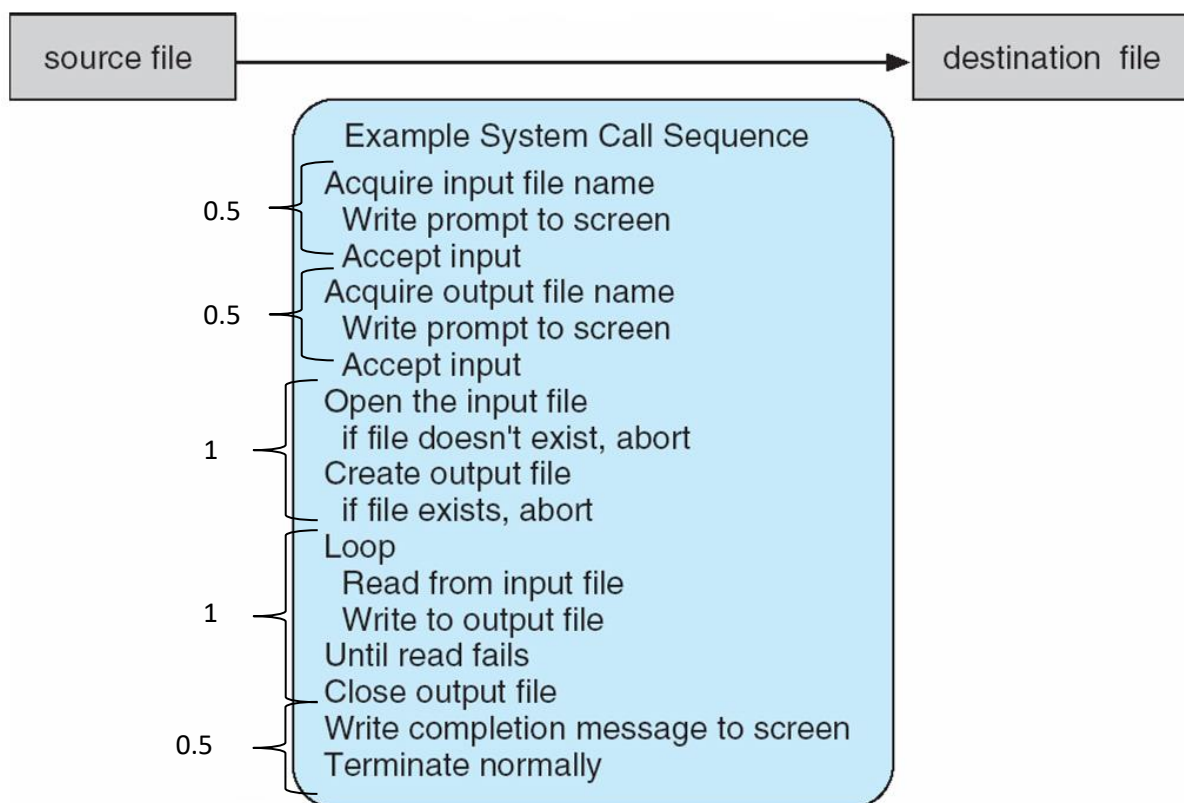 source file
destination file
Example System Call Sequence
0.5
Acquire input file name
Write prompt to screen
Accept input
0.5
Acquire output file name
Write prompt to screen
Accept input
1
Open the input file
if file doesn't exist, abort
Create output file
if file exists, abort
1
Loop
Read from input file
Write to output file
Until read fails
Close output file
0.5
Write completion message to screen
Terminate normally